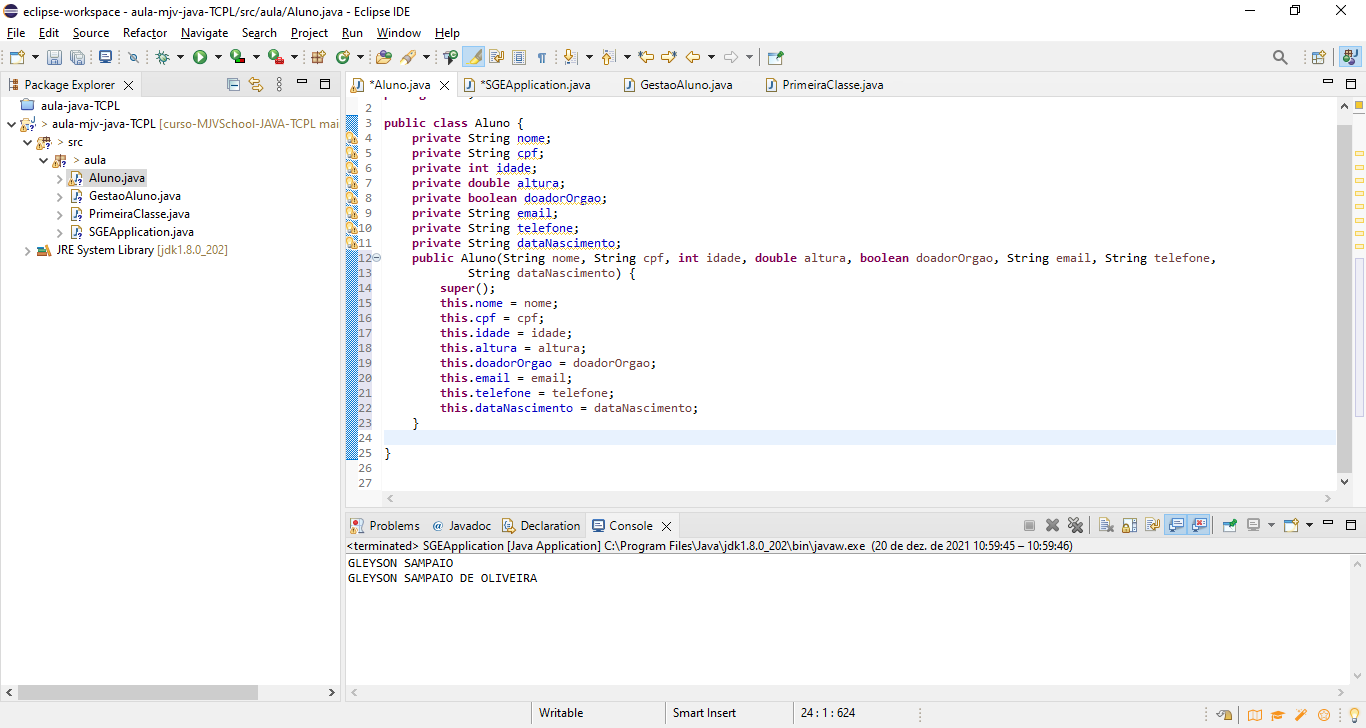 eclipse-workspace - aula-mjv-java-TCPL/src/aula/Aluno.java - Eclipse IDE
File Edit Source Refactor Navigate Search Project Run Window Help
Package Explorer
aula-java-TCPL
> aula-mjv-java-TCPL [curso-MJVSchool-JAVA-TCPL mai
> src
> aula
Aluno.java
GestaoAluno.java
PrimeiraClasse.java
SGEApplication.java
JRE System Library [jdk1.8.0_202]
*Aluno.java *SGEApplication.java GestaoAluno.java PrimeiraClasse.java
2
3 public class Aluno {
4 private String nome;
5 private String cpf;
6 private int idade;
7 private double altura;
8 private boolean doadorOrgao;
9 private String email;
10 private String telefone;
11 private String dataNascimento;
12 public Aluno(String nome, String cpf, int idade, double altura, boolean doadorOrgao, String email, String telefone,
13 String dataNascimento) {
14 super();
15 this.nome = nome;
16 this.cpf = cpf;
17 this.idade = idade;
18 this.altura = altura;
19 this.doadorOrgao = doadorOrgao;
20 this.email = email;
21 this.telefone = telefone;
22 this.dataNascimento = dataNascimento;
23 }
24
25 }
26
27
Problems @ Javadoc Declaration Console
<terminated> SGEApplication [Java Application] C:\Program Files\Java\jdk1.8.0_202\bin\javaw.exe (20 de dez. de 2021 10:59:45 – 10:59:46)
GLEYSON SAMPAIO
GLEYSON SAMPAIO DE OLIVEIRA
Writable Smart Insert 24 : 1 : 624